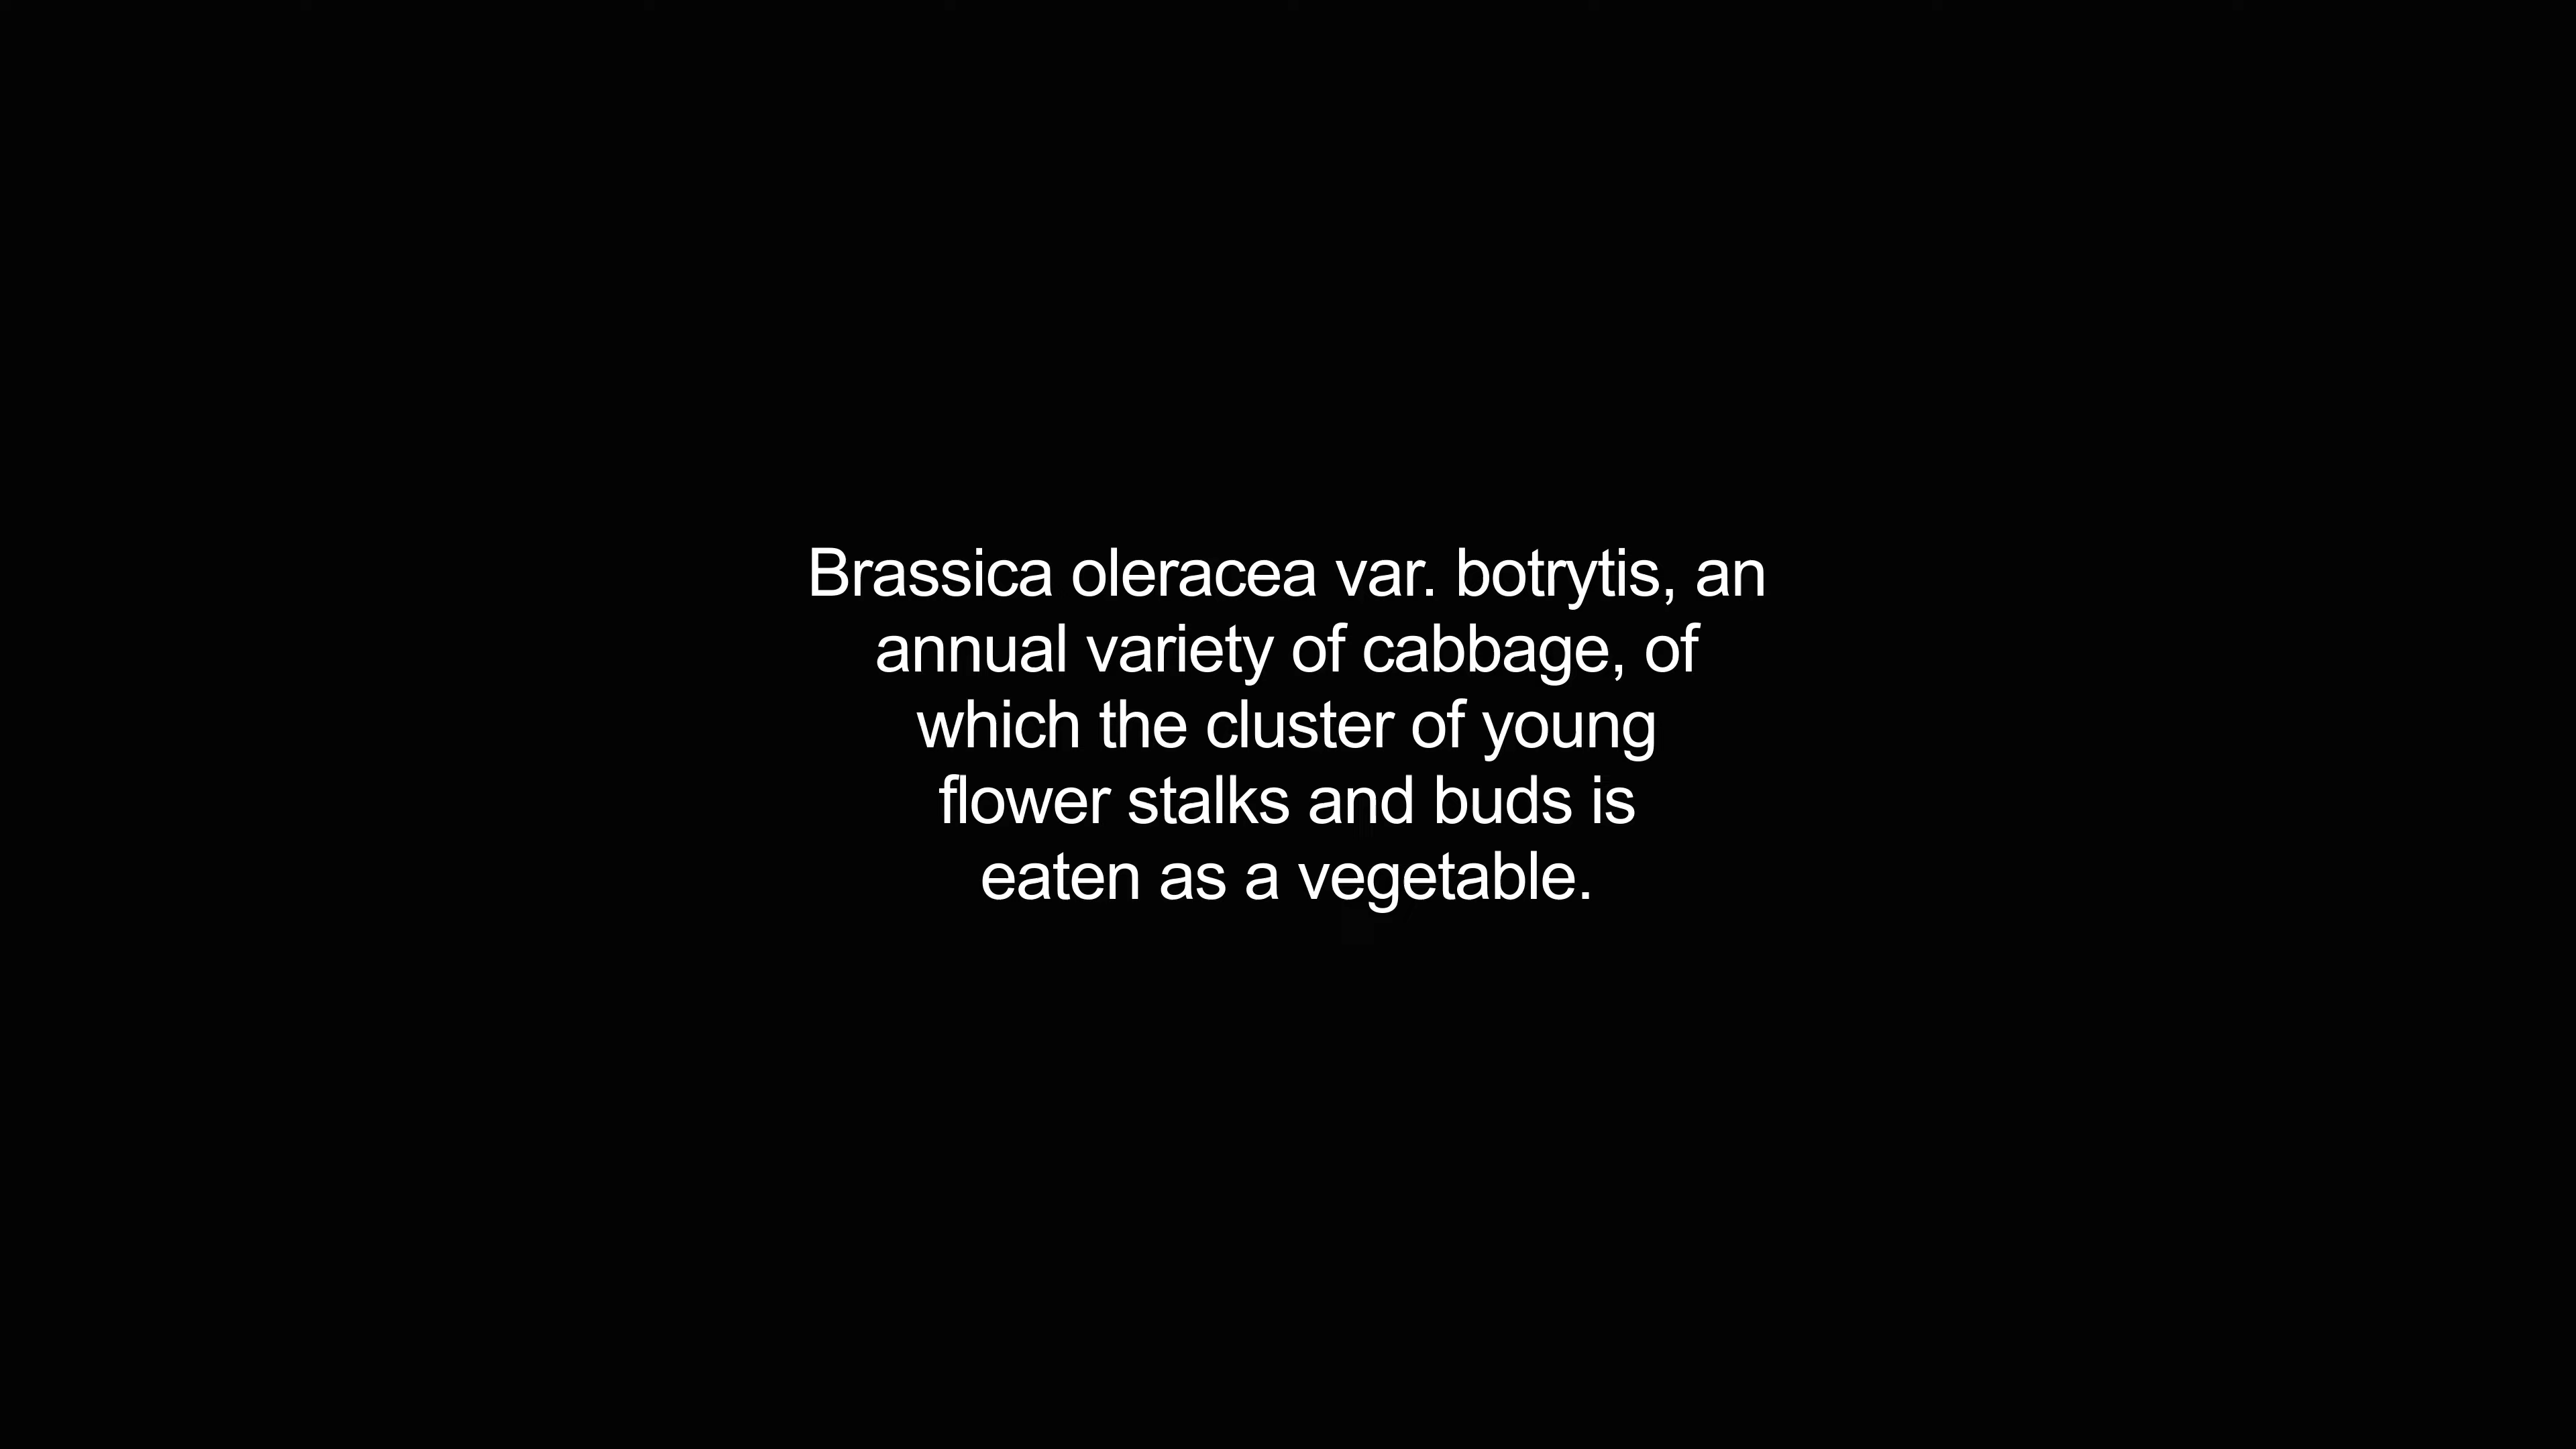 Brassica oleracea var. botrytis, an
annual variety of cabbage, of
which the cluster of young
flower stalks and buds is
eaten as a vegetable.